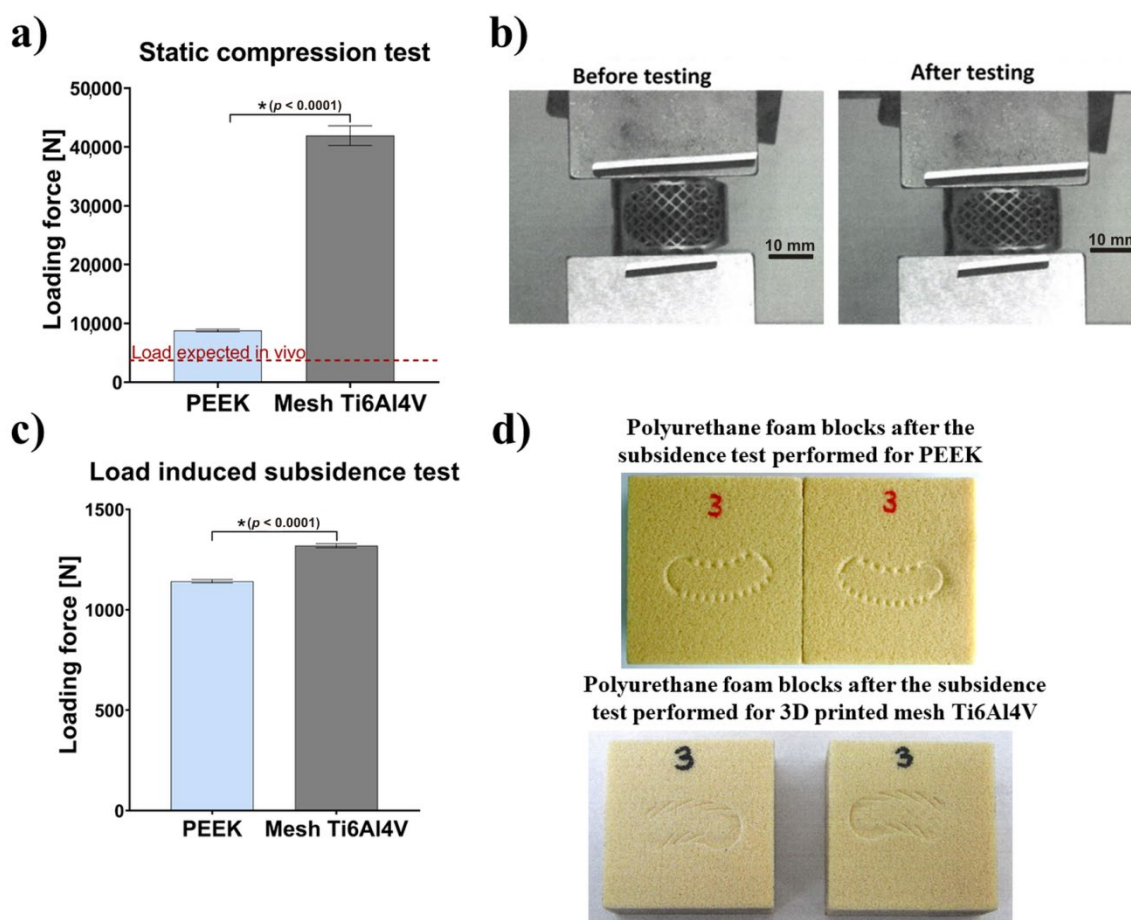 a)
Static compression test
Loading force [N]
50,000
40,000
30,000
20,000
10,000
0
*(p < 0.0001)
Load expected in vivo
PEEK
Mesh Ti6Al4V
b)
Before testing
After testing
10 mm
10 mm
c)
Load induced subsidence test
Loading force [N]
1500
1000
500
0
*(p < 0.0001)
PEEK
Mesh Ti6Al4V
d)
Polyurethane foam blocks after the
subsidence test performed for PEEK
3
3
Polyurethane foam blocks after the subsidence
test performed for 3D printed mesh Ti6Al4V
3
3